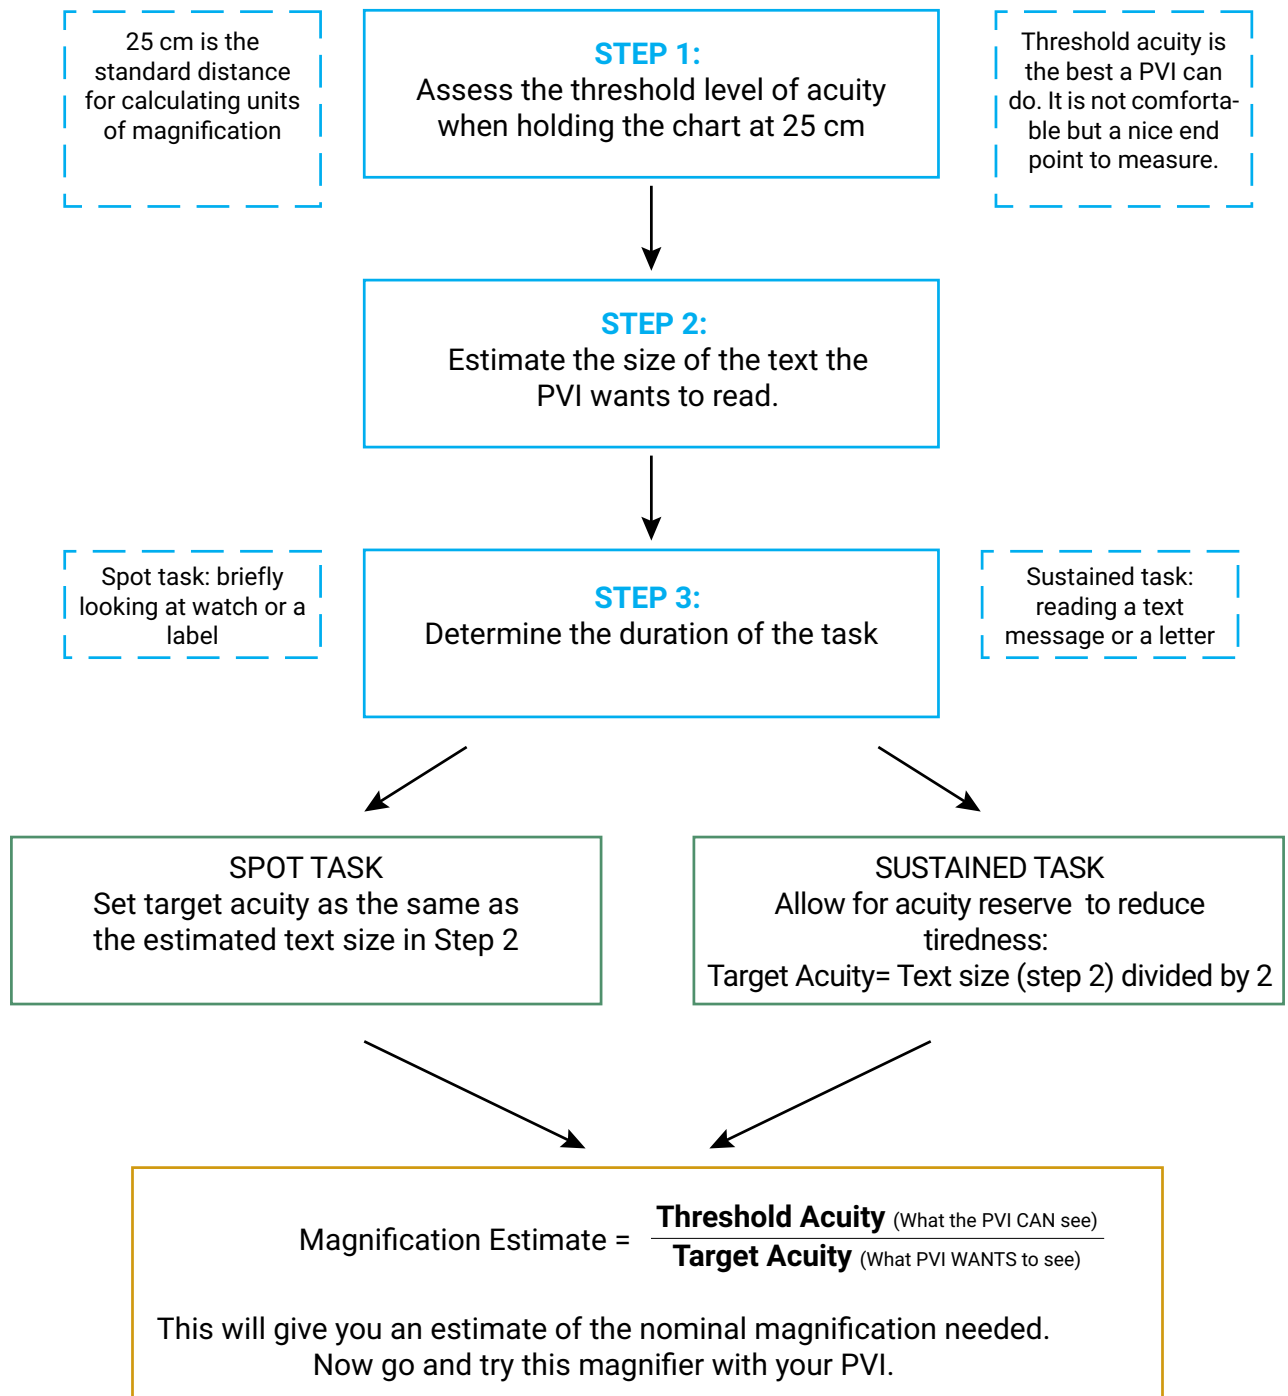 25 cm is the
standard distance
for calculating units
of magnification
STEP 1:
Assess the threshold level of acuity
when holding the chart at 25 cm
Threshold acuity is
the best a PVI can
do. It is not comforta-
ble but a nice end
point to measure.
STEP 2:
Estimate the size of the text the
PVI wants to read.
Spot task: briefly
looking at watch or a
label
STEP 3:
Determine the duration of the task
Sustained task:
reading a text
message or a letter
SPOT TASK
Set target acuity as the same as
the estimated text size in Step 2
SUSTAINED TASK
Allow for acuity reserve to reduce
tiredness:
Target Acuity= Text size (step 2) divided by 2
Magnification Estimate =
Threshold Acuity (What the PVI CAN see)
Target Acuity (What PVI WANTS to see)
This will give you an estimate of the nominal magnification needed.
Now go and try this magnifier with your PVI.